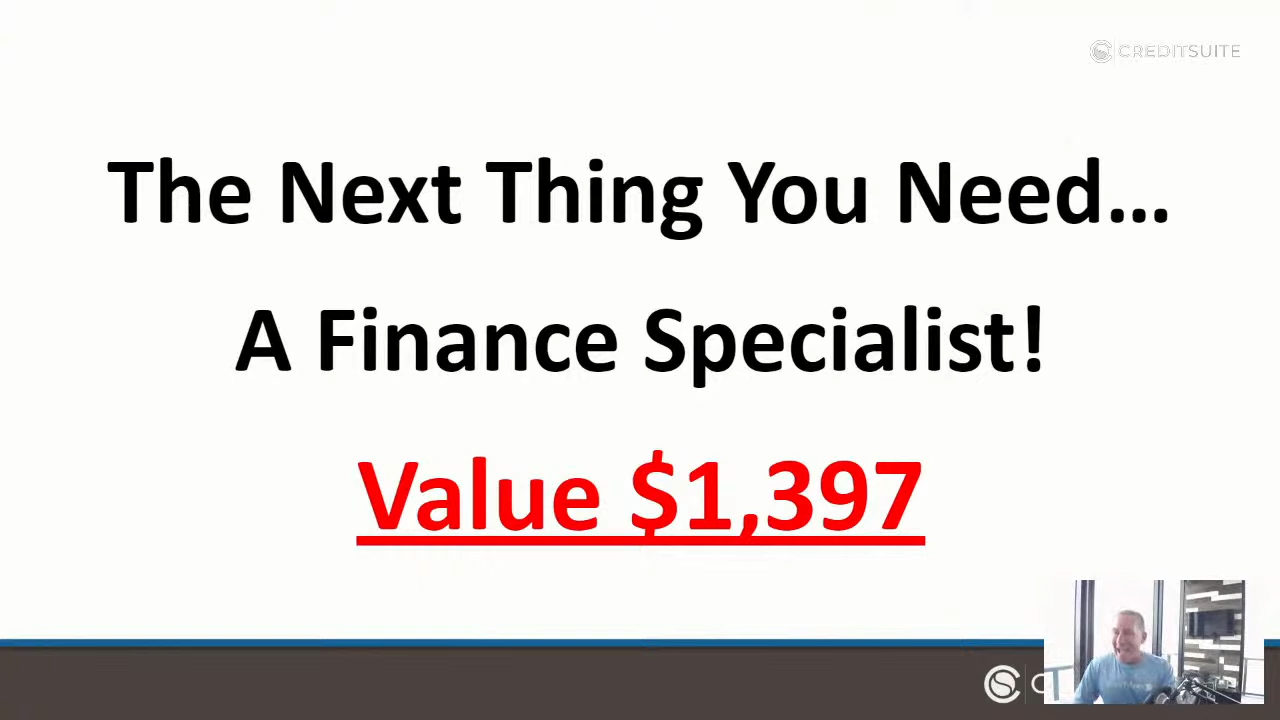 CREDITSUITE
The Next Thing You Need...
A Finance Specialist!
Value $1,397